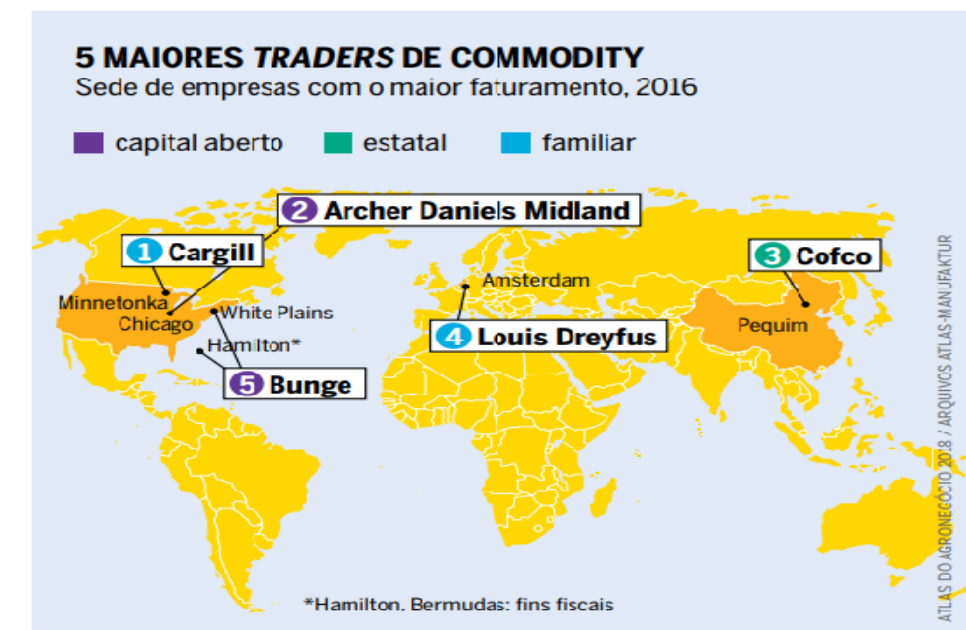 5 MAIORES TRADERS DE COMMODITY
Sede de empresas com o maior faturamento, 2016
capital aberto estatal familiar
2 Archer Daniels Midland
1 Cargill
3 Cofco
Amsterdam
Minnetonka
White Plains
Chicago
Pequim
4 Louis Dreyfus
Hamilton*
5 Bunge
*Hamilton, Bermudas: fins fiscais
ATLAS DO AGRONEGÓCIO 2018 / ARQUIVOS ATLAS-MANUFAKTUR